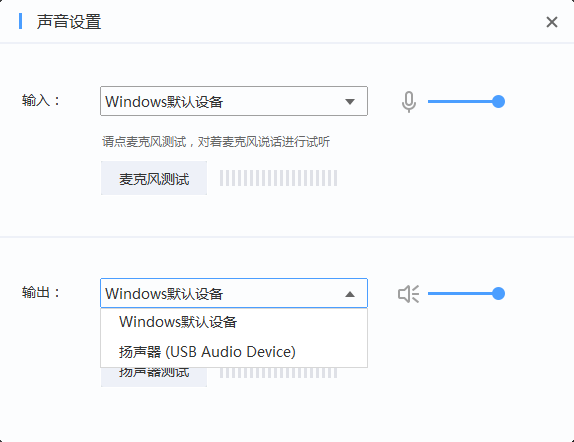 声音设置
输入：
Windows默认设备
请点麦克风测试，对着麦克风说话进行试听
麦克风测试
输出：
Windows默认设备
Windows默认设备
扬声器 (USB Audio Device)
扬声器测试